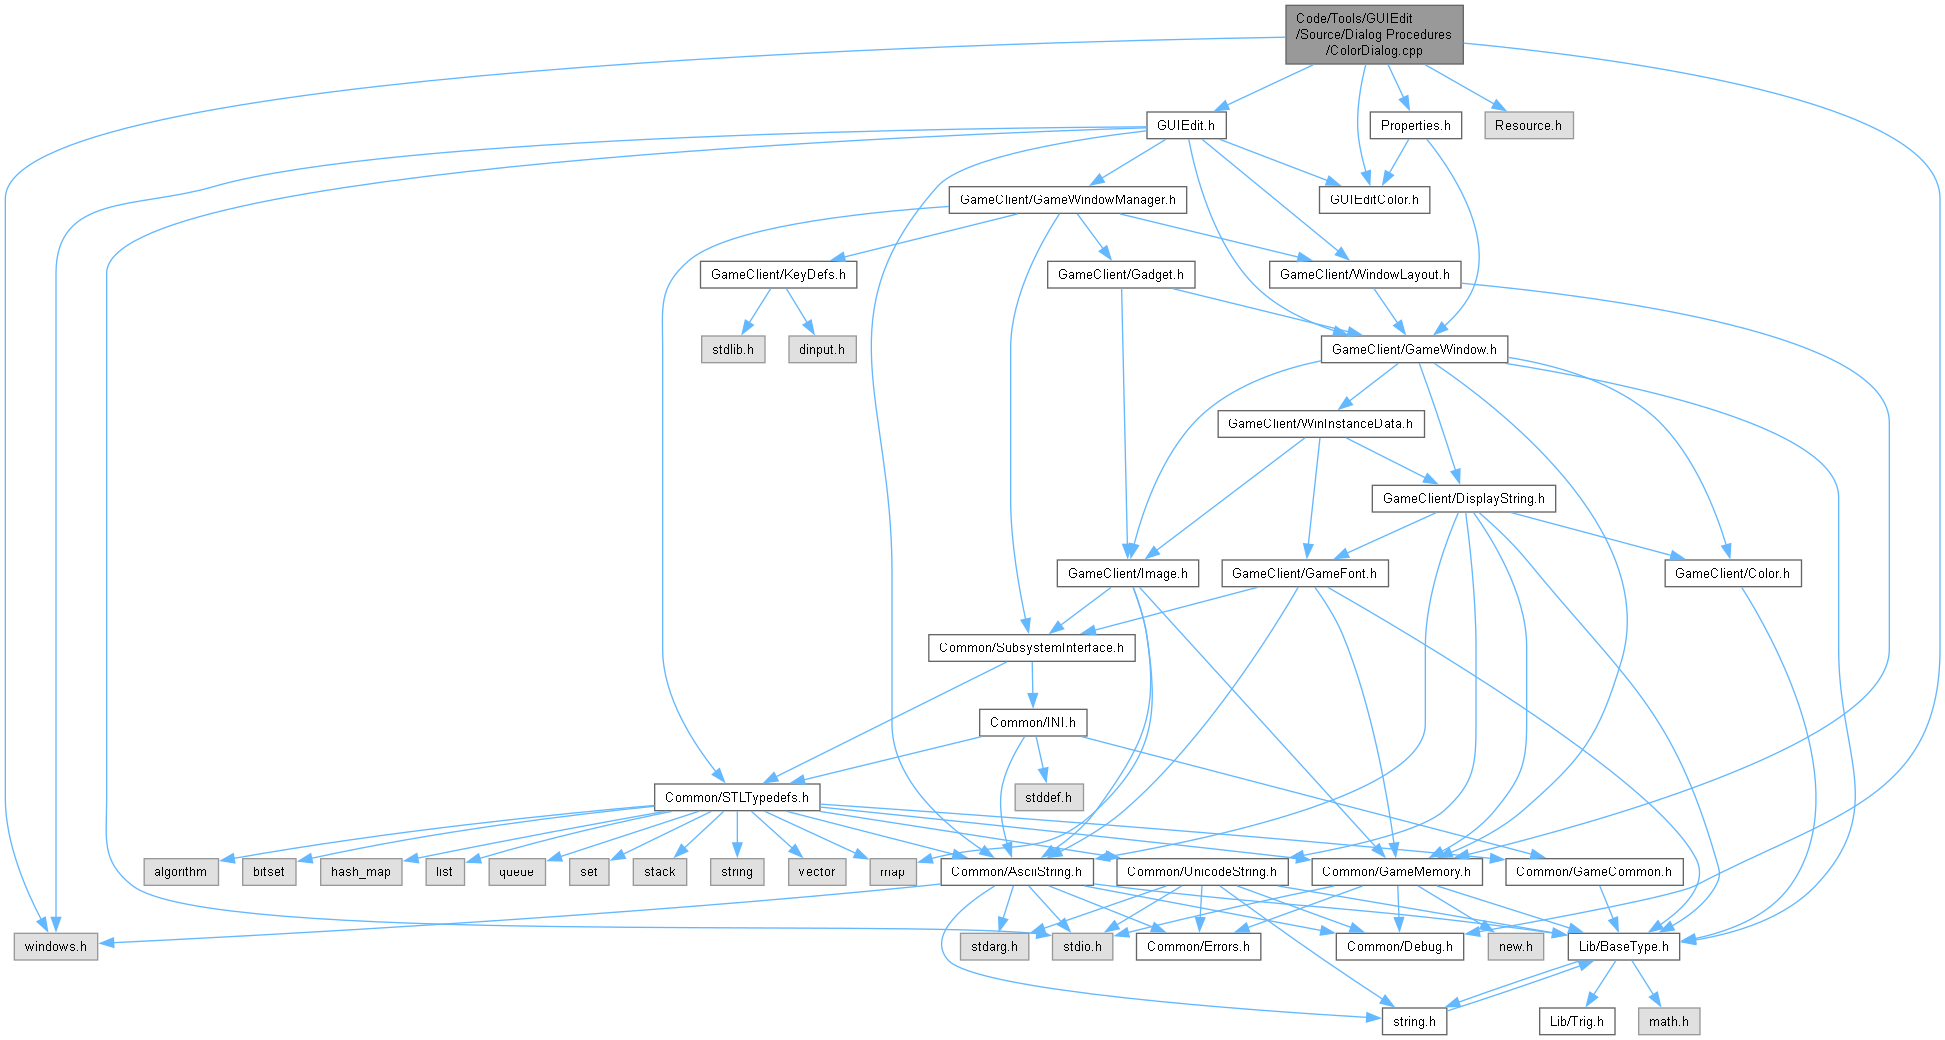 Code/Tools/GUIEdit
/Source/Dialog Procedures
/ColorDialog.cpp
GUIEdit.h
Properties.h
Resource.h
GameClient/GameWindowManager.h
GUIEditColor.h
GameClient/KeyDefs.h
GameClient/Gadget.h
GameClient/WindowLayout.h
stdlib.h
dinput.h
GameClient/GameWindow.h
GameClient/WinInstanceData.h
GameClient/DisplayString.h
GameClient/Image.h
GameClient/GameFont.h
GameClient/Color.h
Common/SubsystemInterface.h
Common/INI.h
Common/STLTypedefs.h
stddef.h
algorithm
bitset
hash_map
list
queue
set
stack
string
vector
map
Common/AsciiString.h
Common/UnicodeString.h
Common/GameMemory.h
Common/GameCommon.h
windows.h
stdarg.h
stdio.h
Common/Errors.h
Common/Debug.h
new.h
Lib/BaseType.h
string.h
Lib/Trig.h
math.h